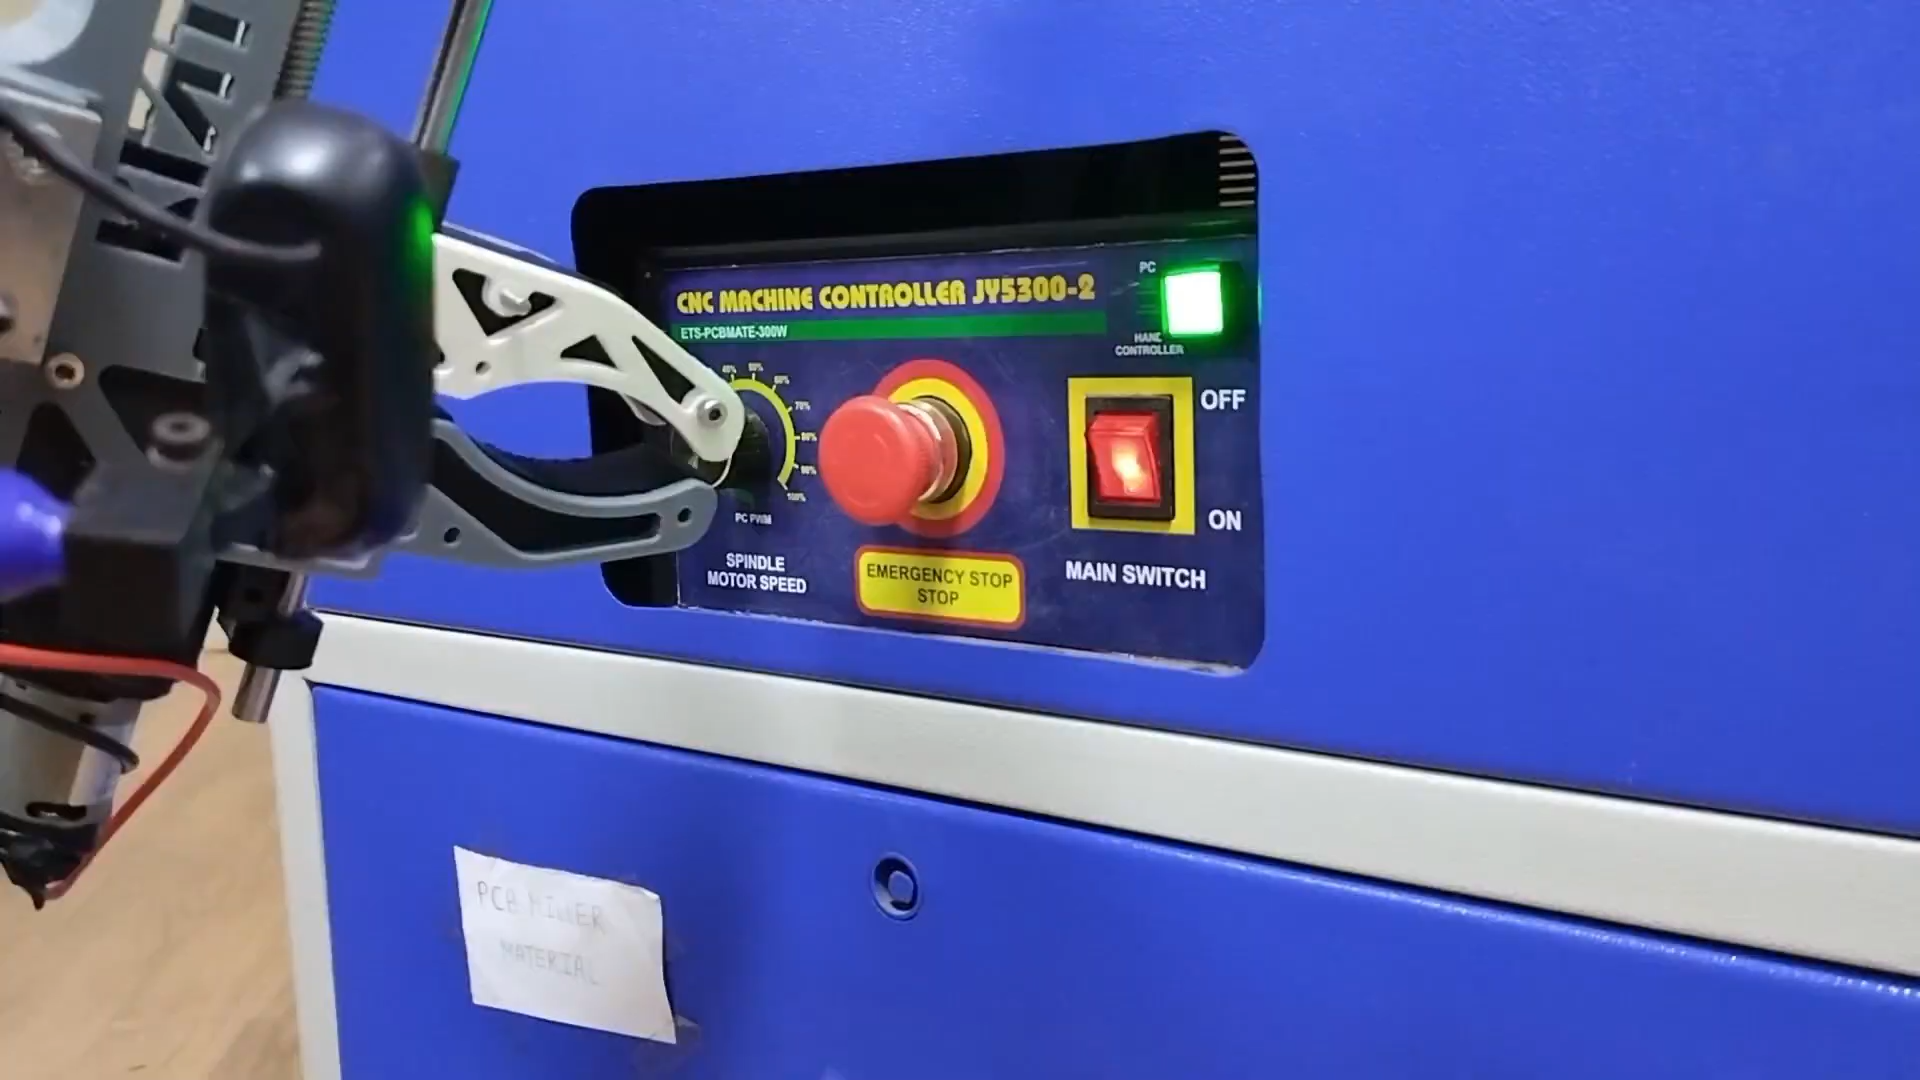 CNC MACHINE CONTROLLER JY5300-2
ETS-PCBMATE-300W
PC
HAND
CONTROLLER
40%
50%
60%
70%
80%
90%
100%
PC PWM
SPINDLE
MOTOR SPEED
EMERGENCY STOP
STOP
OFF
ON
MAIN SWITCH
PCB MILLER
MATERIAL